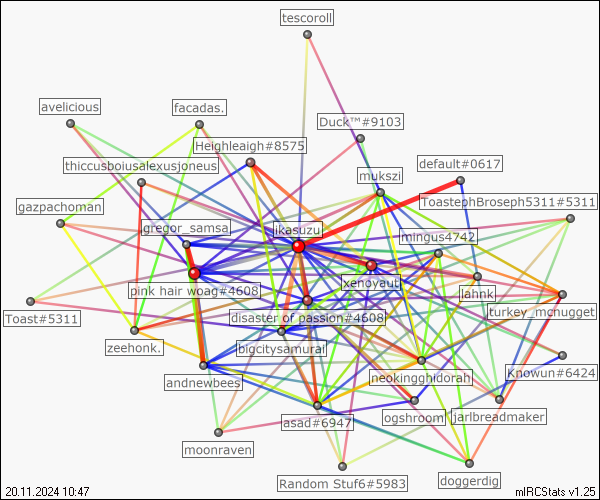 tescoroll
avelicious
facadas.
Duck™#9103
Heighleaigh#8575
thiccusboiusalexusjoneus
default#0617
mukszi
ToastephBroseph5311#5311
gazpachoman
gregor_samsa
ikasuzu
mingus4742
xenoyaut
pink hair woag#4608
lahnk
Toast#5311
disaster of passion#4608
turkey_mcnugget
zeehonk.
bigcitysamurai
andnewbees
neokingghidorah
Knowun#6424
asad#6947
ogshroom
jarlbreadmaker
moonraven
Random Stuf6#5983
doggerdig
20.11.2024 10:47
mIRCStats v1.25